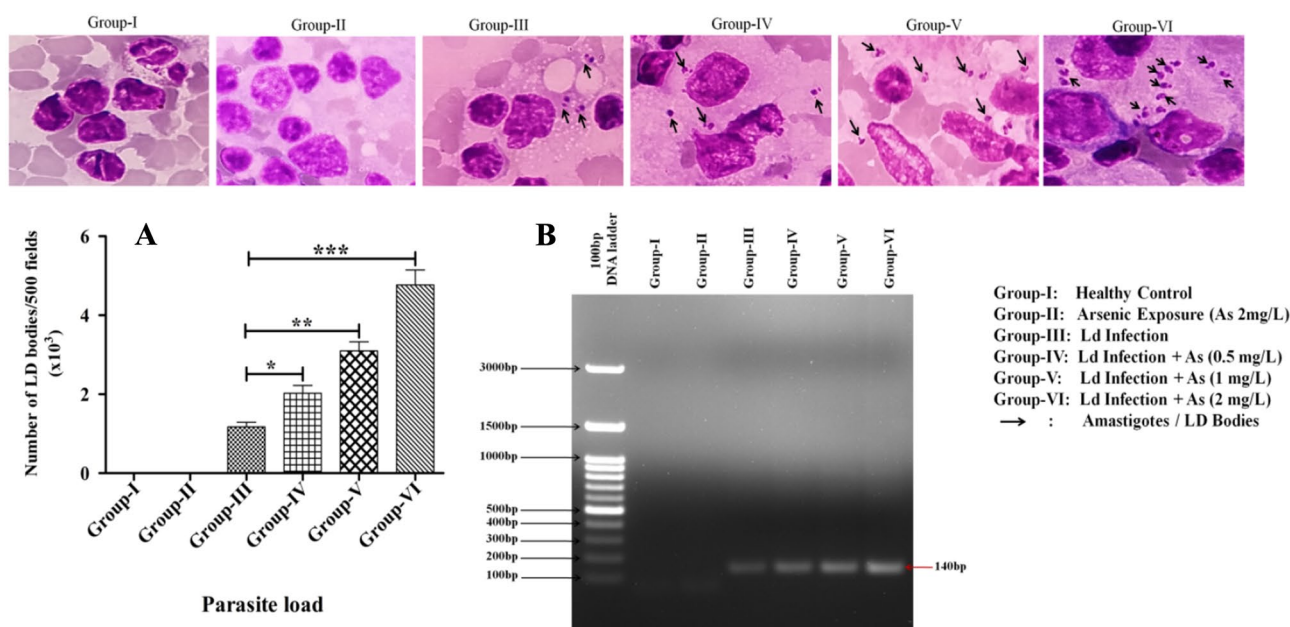 Group-I
Group-II
Group-III
Group-IV
Group-V
Group-VI
A
Number of LD bodies/500 fields
(x10³)
6
4
2
0
***
**
*
Group-I
Group-II
Group-III
Group-IV
Group-V
Group-VI
Parasite load
B
100bp
DNA ladder
Group-I
Group-II
Group-III
Group-IV
Group-V
Group-VI
3000bp
1500bp
1000bp
500bp
400bp
300bp
200bp
100bp
140bp
Group-I: Healthy Control
Group-II: Arsenic Exposure (As 2mg/L)
Group-III: Ld Infection
Group-IV: Ld Infection + As (0.5 mg/L)
Group-V: Ld Infection + As (1 mg/L)
Group-VI: Ld Infection + As (2 mg/L)
→ : Amastigotes / LD Bodies